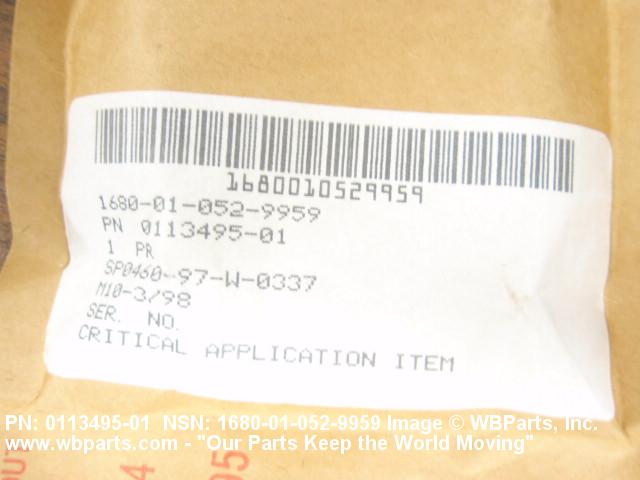 1680010529959
1680-01-052-9959
PN 0113495-01
1 PR
SP0460-97-W-0337
M10-3/98
SER. NO.
CRITICAL APPLICATION ITEM
PN: 0113495-01 NSN: 1680-01-052-9959 Image © WBParts, Inc.
www.wbparts.com - "Our Parts Keep the World Moving"